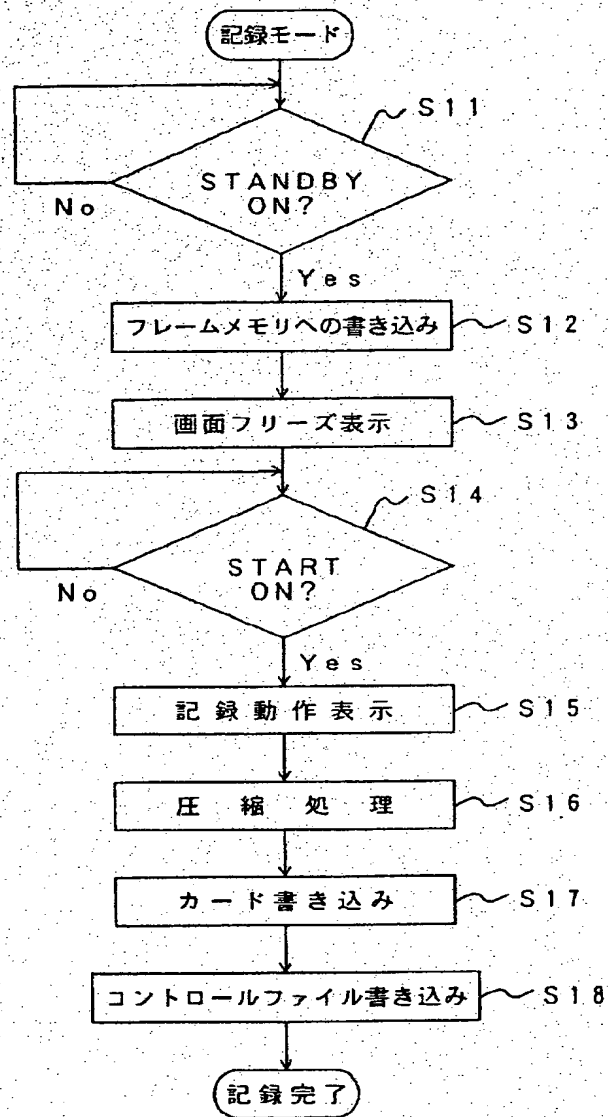 記録モード
S11
STANDBY
ON?
No
Yes
フレームメモリへの書き込み
S12
画面フリーズ表示
S13
S14
START
ON?
No
Yes
記録動作表示
S15
圧縮処理
S16
カード書き込み
S17
コントロールファイル書き込み
S18
記録完了